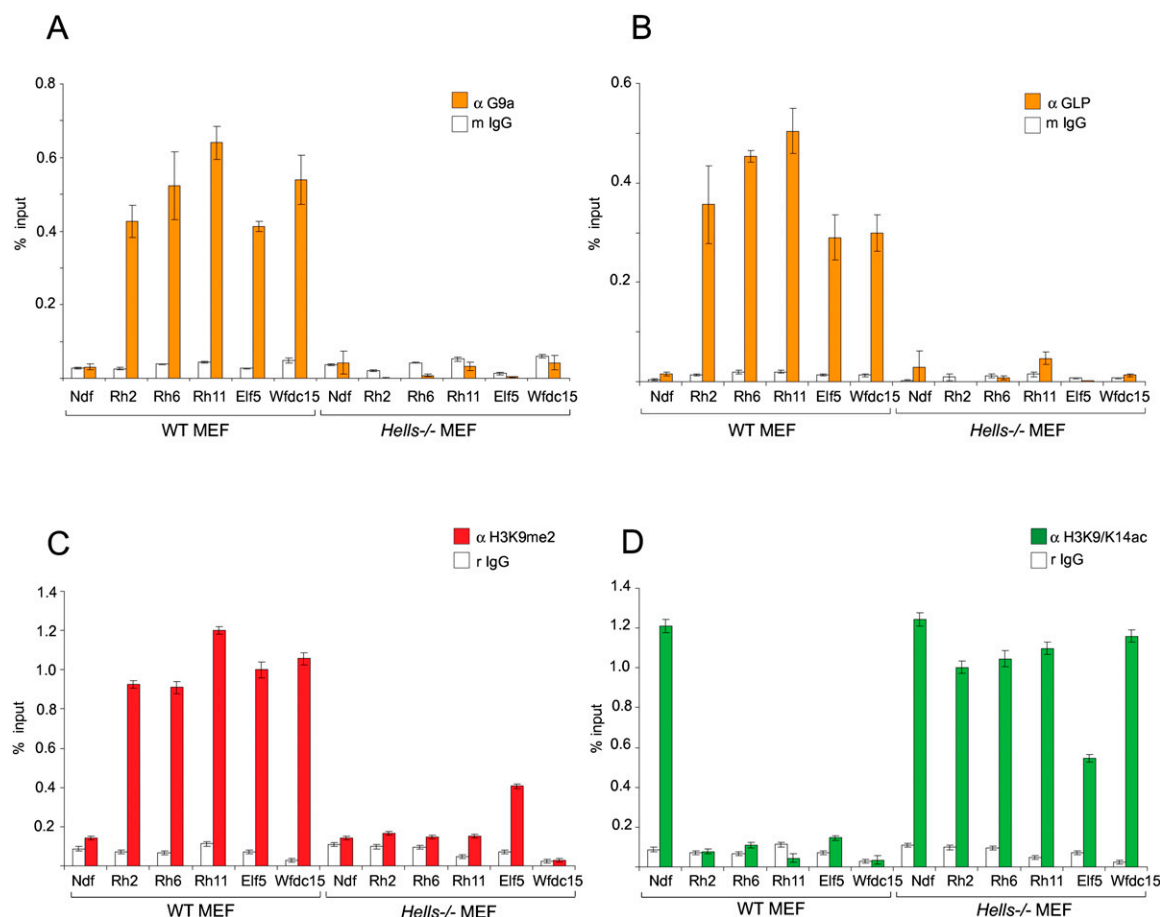 A
0.8
0.6
0.4
0.2
% input
α G9a
m IgG
Ndf Rh2 Rh6 Rh11 Elf5 Wfdc15 Ndf Rh2 Rh6 Rh11 Elf5 Wfdc15
WT MEF Hells-/- MEF
B
0.6
0.4
0.2
% input
α GLP
m IgG
Ndf Rh2 Rh6 Rh11 Elf5 Wfdc15 Ndf Rh2 Rh6 Rh11 Elf5 Wfdc15
WT MEF Hells-/- MEF
C
1.4
1.2
1.0
0.8
0.6
0.4
0.2
% input
α H3K9me2
r IgG
Ndf Rh2 Rh6 Rh11 Elf5 Wfdc15 Ndf Rh2 Rh6 Rh11 Elf5 Wfdc15
WT MEF Hells-/- MEF
D
1.4
1.2
1.0
0.8
0.6
0.4
0.2
% input
α H3K9/K14ac
r IgG
Ndf Rh2 Rh6 Rh11 Elf5 Wfdc15 Ndf Rh2 Rh6 Rh11 Elf5 Wfdc15
WT MEF Hells-/- MEF